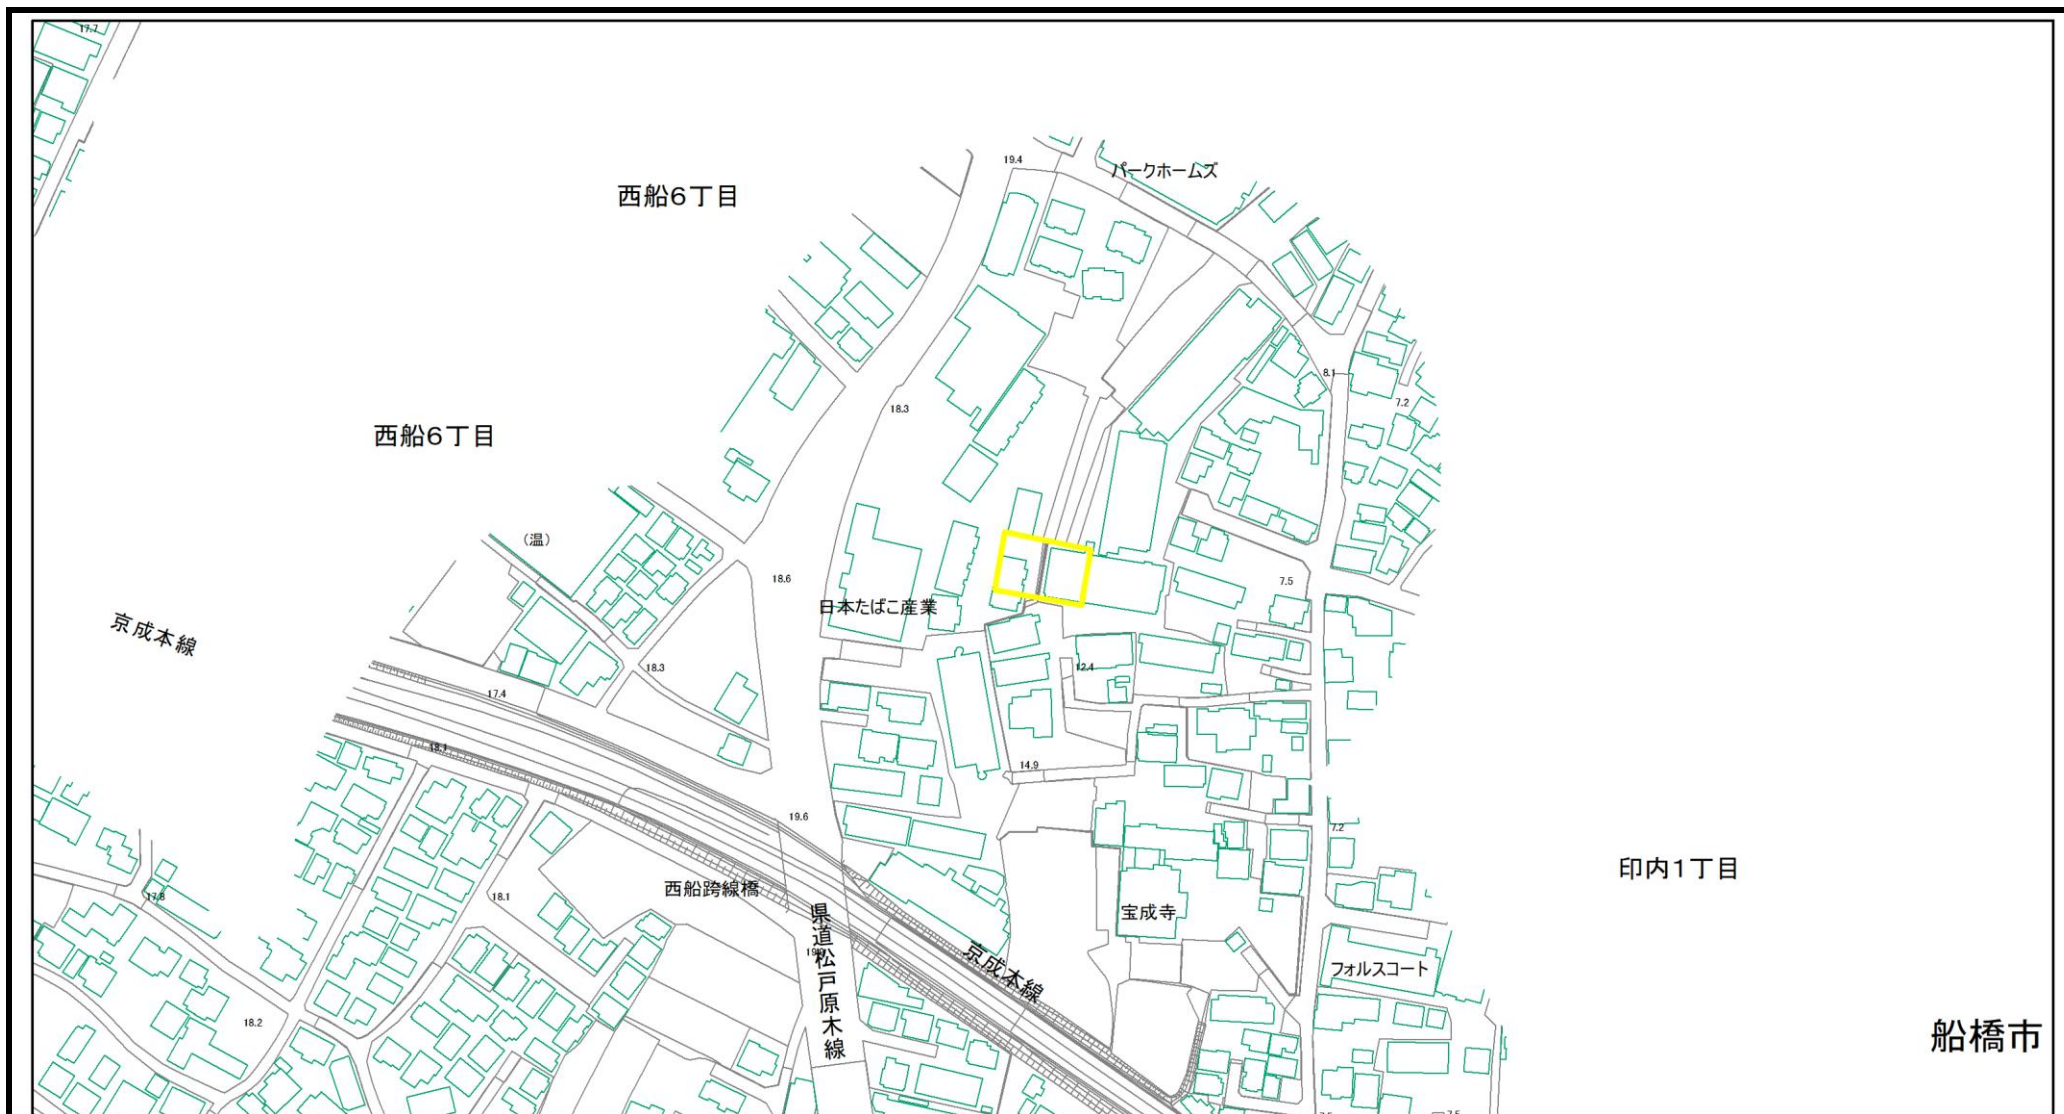 17.7
19.4
パークホームズ
西船6丁目
8.1
7.2
18.3
西船6丁目
(温)
18.6
7.5
日本たばこ産業
京成本線
18.3
12.4
17.4
18.1
14.9
19.6
7.2
印内1丁目
西船跨線橋
17.8
18.1
宝成寺
県道松戸原木線
京成本線
フォルスコート
18.2
船橋市